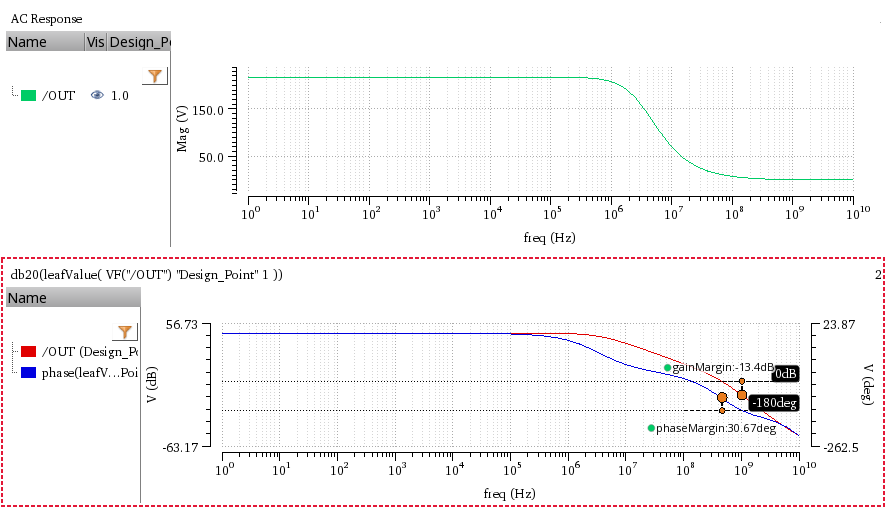 AC Response
Name Vis Design_P
/OUT 1.0
Mag (V)
150.0
50.0
10⁰ 10¹ 10² 10³ 10⁴ 10⁵ 10⁶ 10⁷ 10⁸ 10⁹ 10¹⁰
freq (Hz)
db20(leafValue( VF("/OUT") "Design_Point" 1 )) 2
Name
/OUT (Design_P
phase(leafV...Poi
V (dB)
56.73
-63.17
23.87
-262.5
V (deg)
gainMargin:-13.4dB
0dB
-180deg
phaseMargin:30.67deg
10⁰ 10¹ 10² 10³ 10⁴ 10⁵ 10⁶ 10⁷ 10⁸ 10⁹ 10¹⁰
freq (Hz)